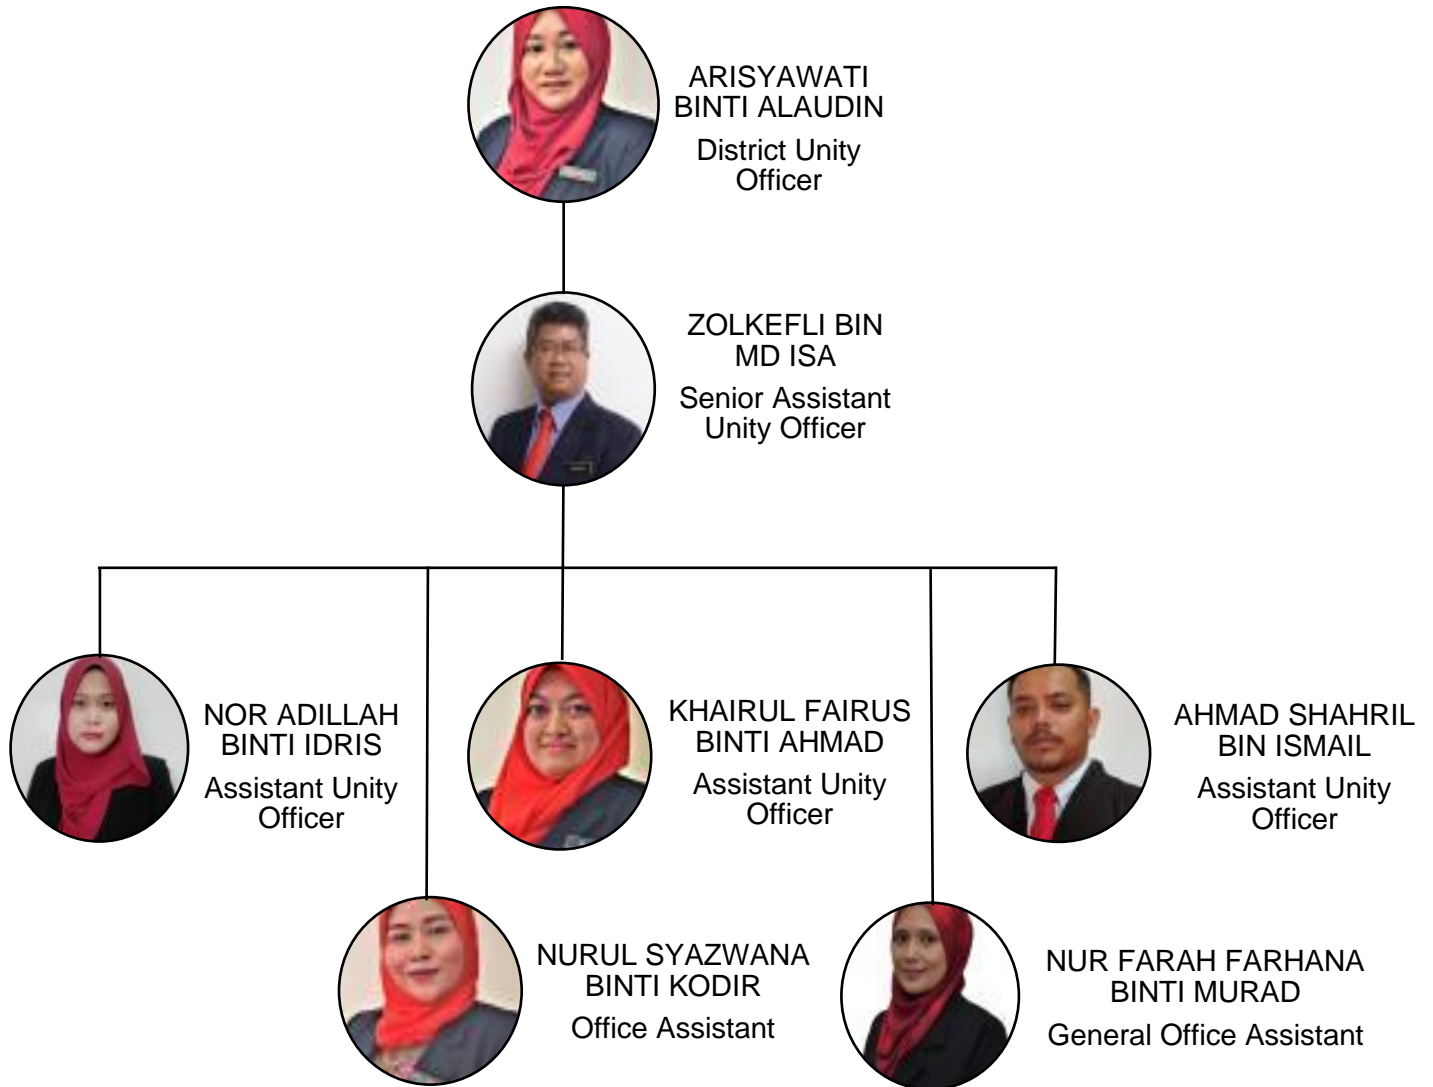 ARISYAWATI
BINTI ALAUDIN
District Unity
Officer
ZOLKEFLI BIN
MD ISA
Senior Assistant
Unity Officer
NOR ADILLAH
BINTI IDRIS
Assistant Unity
Officer
KHAIRUL FAIRUS
BINTI AHMAD
Assistant Unity
Officer
AHMAD SHAHRIL
BIN ISMAIL
Assistant Unity
Officer
NURUL SYAZWANA
BINTI KODIR
Office Assistant
NUR FARAH FARHANA
BINTI MURAD
General Office Assistant